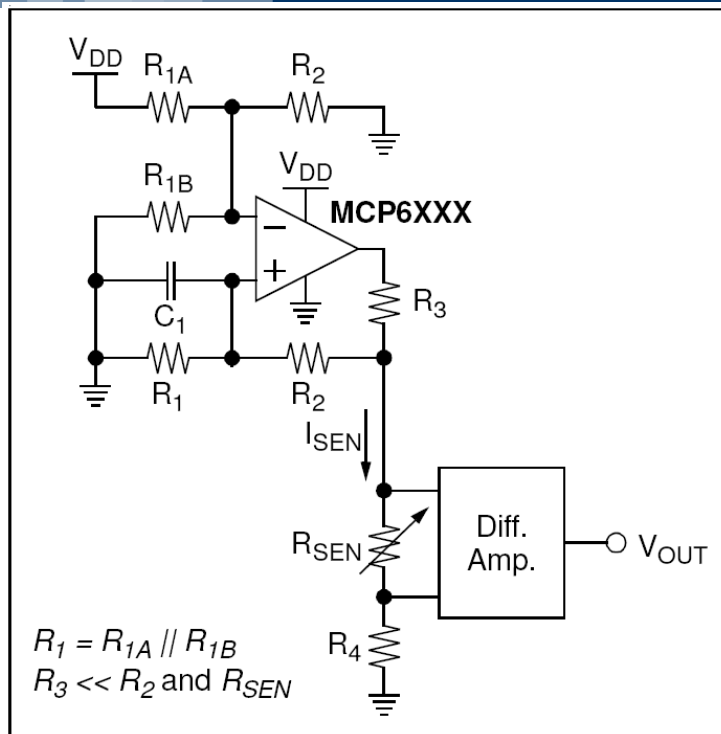 VDD
R1A
R2
R1B
VDD
MCP6XXX
−
+
C1
R3
R1
R2
ISEN
RSEN
Diff.
Amp.
VOUT
R4
R1 = R1A || R1B
R3 << R2 and RSEN